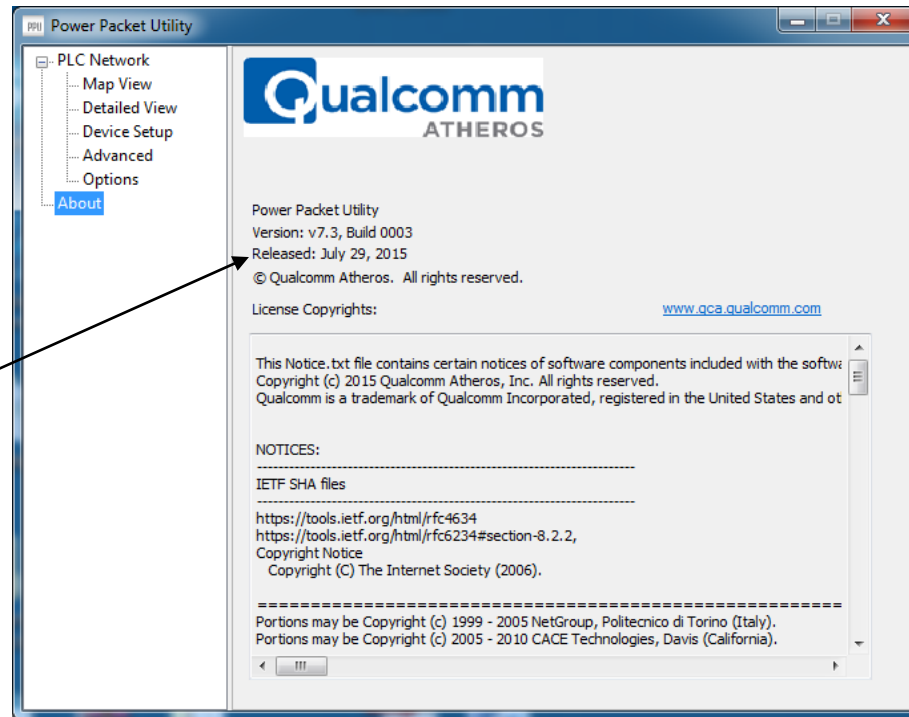 PPU Power Packet Utility
PLC Network
Map View
Detailed View
Device Setup
Advanced
Options
About
Qualcomm
ATHEROS
Power Packet Utility
Version: v7.3, Build 0003
Released: July 29, 2015
© Qualcomm Atheros. All rights reserved.
License Copyrights: www.qca.qualcomm.com
This Notice.txt file contains certain notices of software components included with the softwa
Copyright (c) 2015 Qualcomm Atheros, Inc. All rights reserved.
Qualcomm is a trademark of Qualcomm Incorporated, registered in the United States and ot
NOTICES:
------------------------------------------------------------------------
IETF SHA files
------------------------------------------------------------------------
https://tools.ietf.org/html/rfc4634
https://tools.ietf.org/html/rfc6234#section-8.2.2,
Copyright Notice
Copyright (C) The Internet Society (2006).
=======================================================
Portions may be Copyright (c) 1999 - 2005 NetGroup, Politecnico di Torino (Italy).
Portions may be Copyright (c) 2005 - 2010 CACE Technologies, Davis (California).